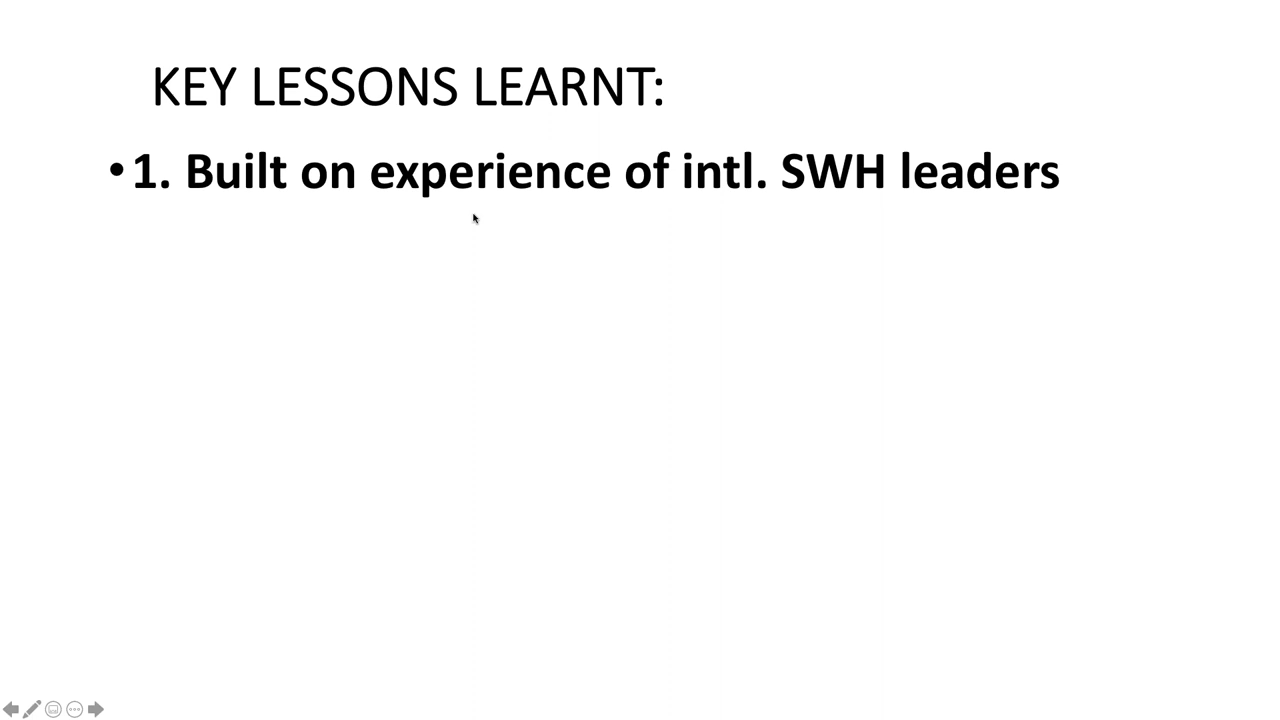 KEY LESSONS LEARNT:
• 1. Built on experience of intl. SWH leaders